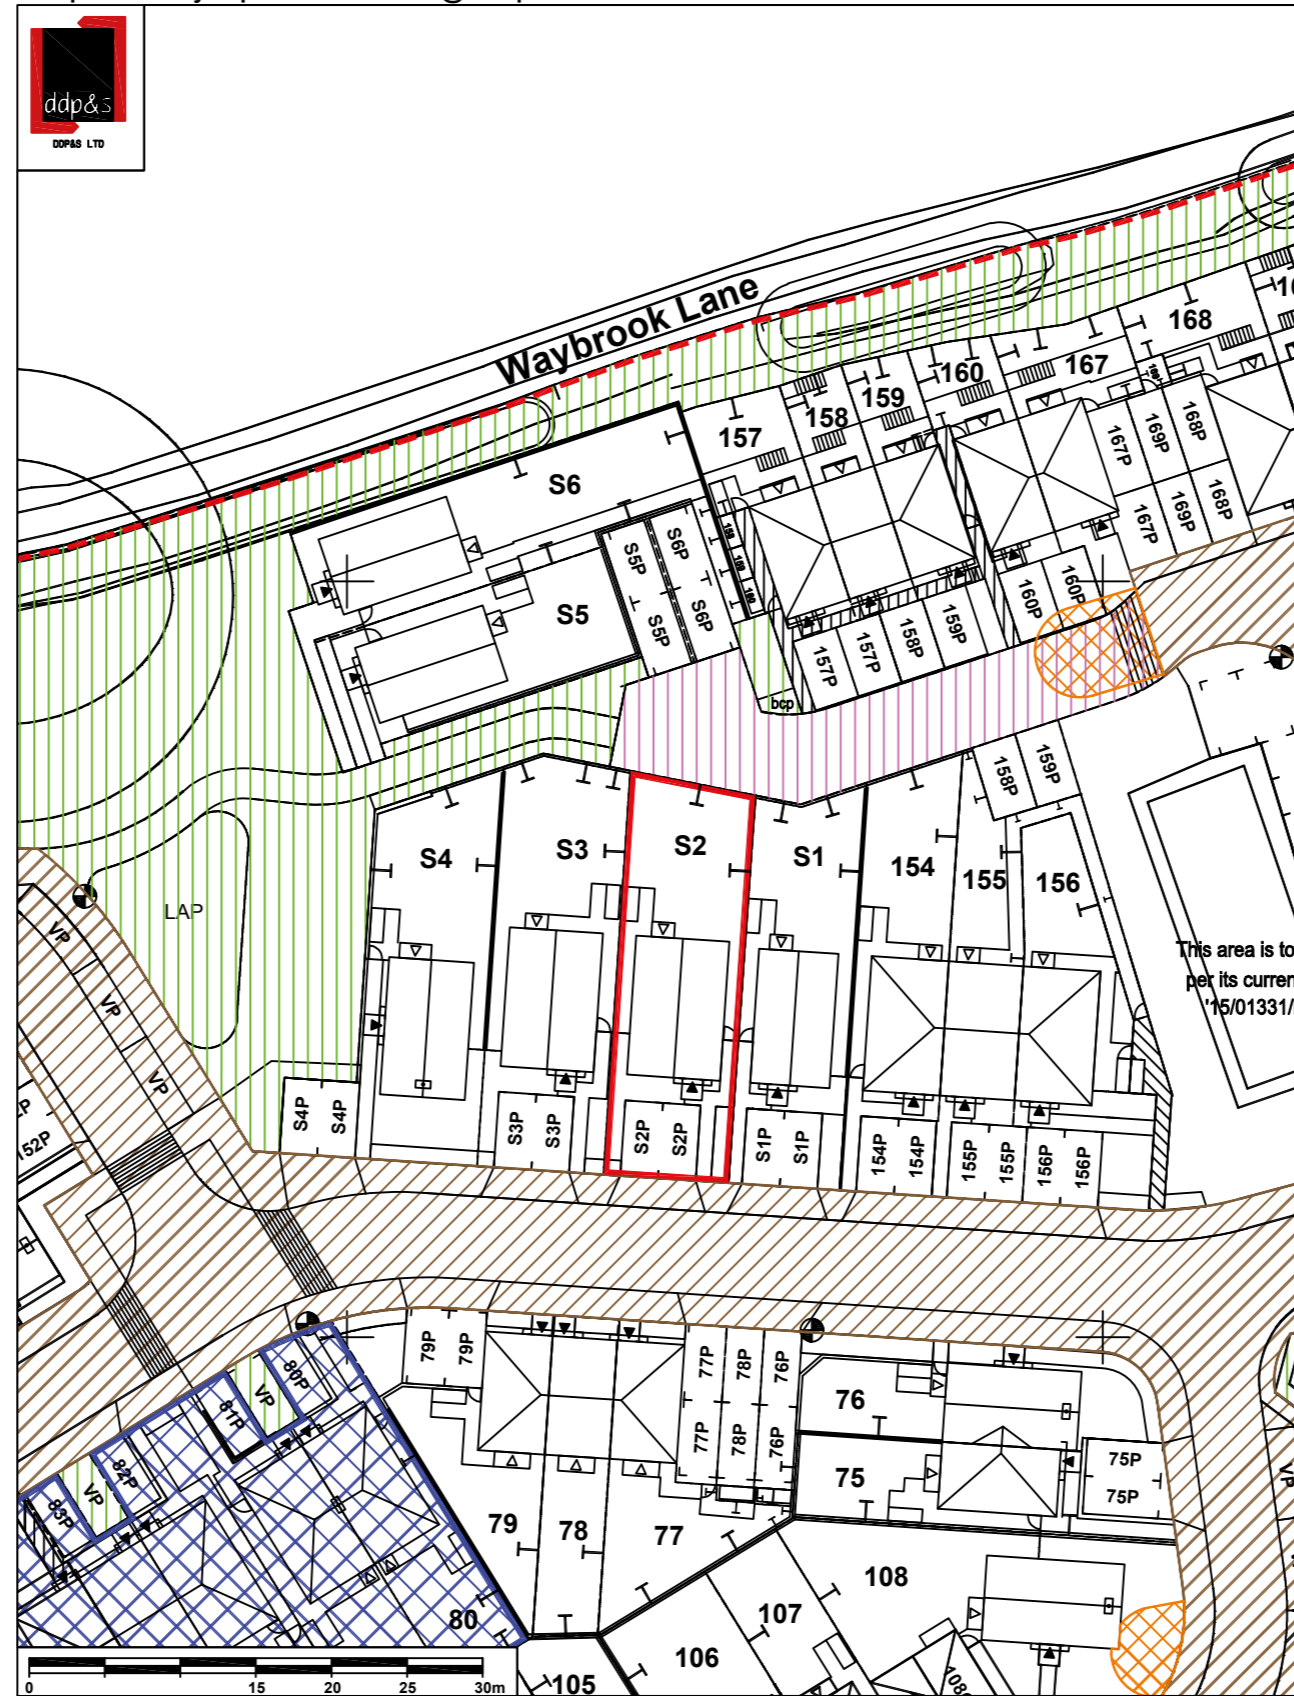 ddp&s
DDP&S LTD
Waybrook Lane
168
167
160
159
158
157
S6
S5
S5P
S6P
S5P
S6P
167P
169P
168P
167P
169P
168P
160P
160P
159P
158P
157P
157P
bcp
158P
159P
S4
S3
S2
S1
154
155
156
LAP
VP
VP
VP
This area is to
per its curren
'15/01331/
152P
S4P
S4P
S3P
S3P
S2P
S2P
S1P
S1P
154P
154P
155P
155P
156P
156P
79P
79P
77P
78P
76P
77P
78P
76P
76
75
75P
75P
80P
VP
81P
82P
VP
83P
VP
79
78
77
80
108
107
106
105
0
15
20
25
30m